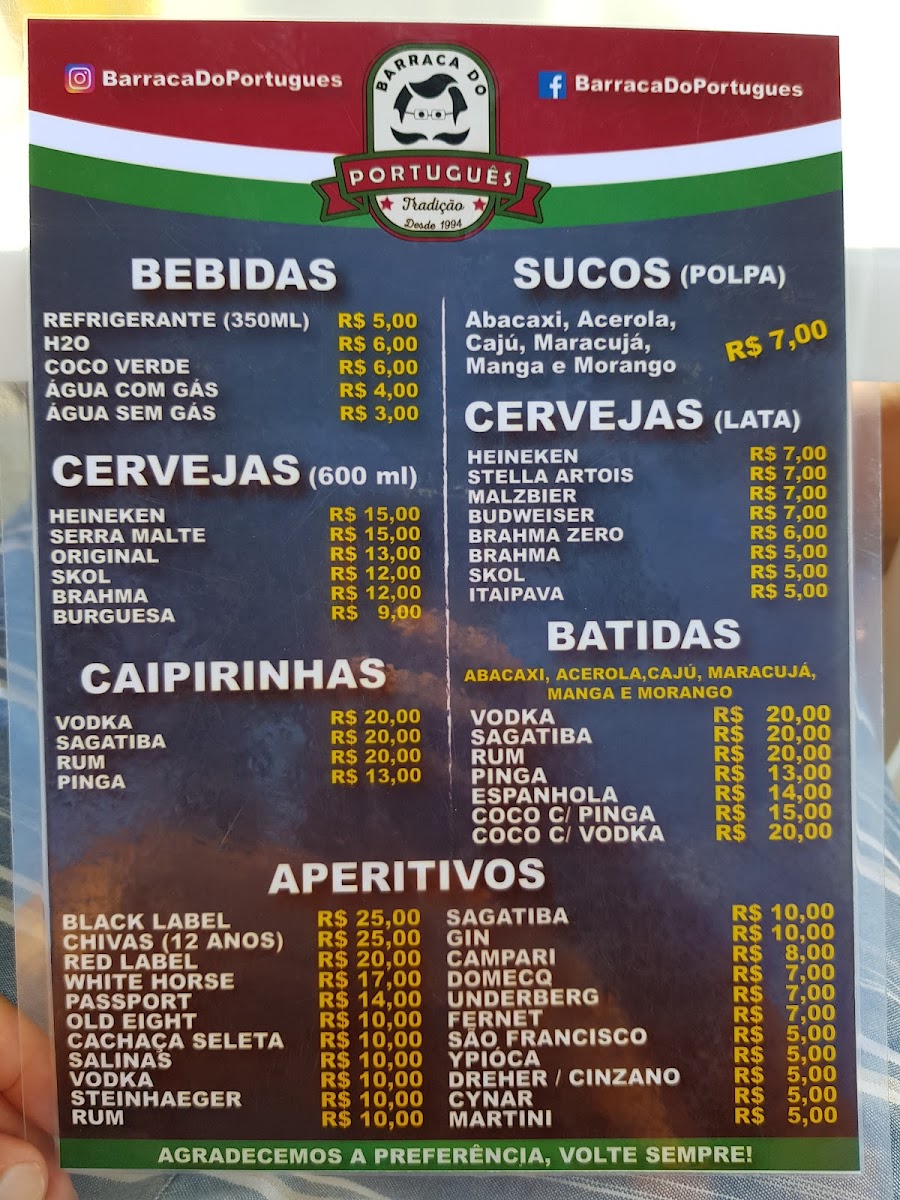 BarracaDoPortugues
BARRACA DO
PORTUGUÊS
Tradição
Desde 1994
BarracaDoPortugues
BEBIDAS
REFRIGERANTE (350ML) R$ 5,00
H2O R$ 6,00
COCO VERDE R$ 6,00
ÁGUA COM GÁS R$ 4,00
ÁGUA SEM GÁS R$ 3,00
CERVEJAS (600 ml)
HEINEKEN R$ 15,00
SERRA MALTE R$ 15,00
ORIGINAL R$ 13,00
SKOL R$ 12,00
BRAHMA R$ 12,00
BURGUESA R$ 9,00
CAIPIRINHAS
VODKA R$ 20,00
SAGATIBA R$ 20,00
RUM R$ 20,00
PINGA R$ 13,00
SUCOS (POLPA)
Abacaxi, Acerola,
Cajú, Maracujá,
Manga e Morango
R$ 7,00
CERVEJAS (LATA)
HEINEKEN R$ 7,00
STELLA ARTOIS R$ 7,00
MALZBIER R$ 7,00
BUDWEISER R$ 7,00
BRAHMA ZERO R$ 6,00
BRAHMA R$ 5,00
SKOL R$ 5,00
ITAIPAVA R$ 5,00
BATIDAS
ABACAXI, ACEROLA,CAJÚ, MARACUJÁ,
MANGA E MORANGO
VODKA R$ 20,00
SAGATIBA R$ 20,00
RUM R$ 20,00
PINGA R$ 13,00
ESPANHOLA R$ 14,00
COCO C/ PINGA R$ 15,00
COCO C/ VODKA R$ 20,00
APERITIVOS
BLACK LABEL R$ 25,00
CHIVAS (12 ANOS) R$ 25,00
RED LABEL R$ 20,00
WHITE HORSE R$ 17,00
PASSPORT R$ 14,00
OLD EIGHT R$ 10,00
CACHAÇA SELETA R$ 10,00
SALINAS R$ 10,00
VODKA R$ 10,00
STEINHAEGER R$ 10,00
RUM R$ 10,00
SAGATIBA R$ 10,00
GIN R$ 10,00
CAMPARI R$ 8,00
DOMECQ R$ 7,00
UNDERBERG R$ 7,00
FERNET R$ 7,00
SÃO FRANCISCO R$ 5,00
YPIÓCA R$ 5,00
DREHER / CINZANO R$ 5,00
CYNAR R$ 5,00
MARTINI R$ 5,00
AGRADECEMOS A PREFERÊNCIA, VOLTE SEMPRE!